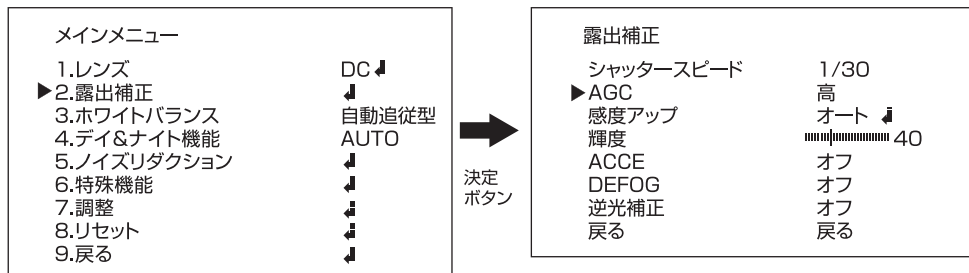 メインメニュー
1.レンズ DC
▶2.露出補正
3.ホワイトバランス 自動追従型
4.デイ&ナイト機能 AUTO
5.ノイズリダクション
6.特殊機能
7.調整
8.リセット
9.戻る
決定
ボタン
露出補正
シャッタースピード 1/30
▶AGC 高
感度アップ オート
輝度 40
ACCE オフ
DEFOG オフ
逆光補正 オフ
戻る 戻る